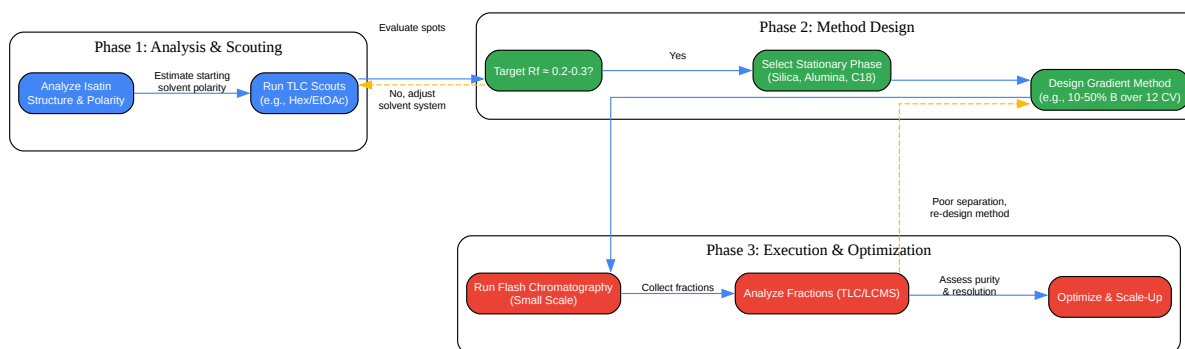 Phase 1: Analysis & Scouting
Analyze Isatin
Structure & Polarity
Estimate starting
solvent polarity
Run TLC Scouts
(e.g., Hex/EtOAc)
Evaluate spots
No, adjust
solvent system
Phase 2: Method Design
Target Rf ≈ 0.2-0.3?
Yes
Select Stationary Phase
(Silica, Alumina, C18)
Design Gradient Method
(e.g., 10-50% B over 12 CV)
Poor separation,
re-design method
Phase 3: Execution & Optimization
Run Flash Chromatography
(Small Scale)
Collect fractions
Analyze Fractions (TLC/LCMS)
Assess purity
& resolution
Optimize & Scale-Up